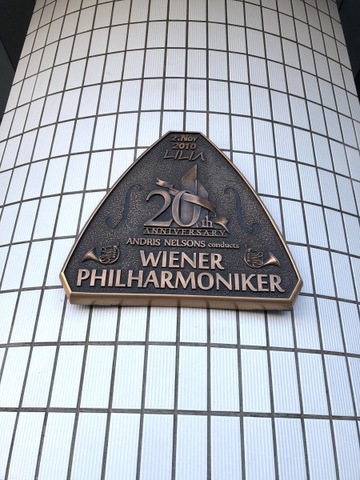 2.Nov
2010
LILIA
20th
ANNIVERSARY
ANDRIS NELSONS conducts
WIENER
PHILHARMONIKER